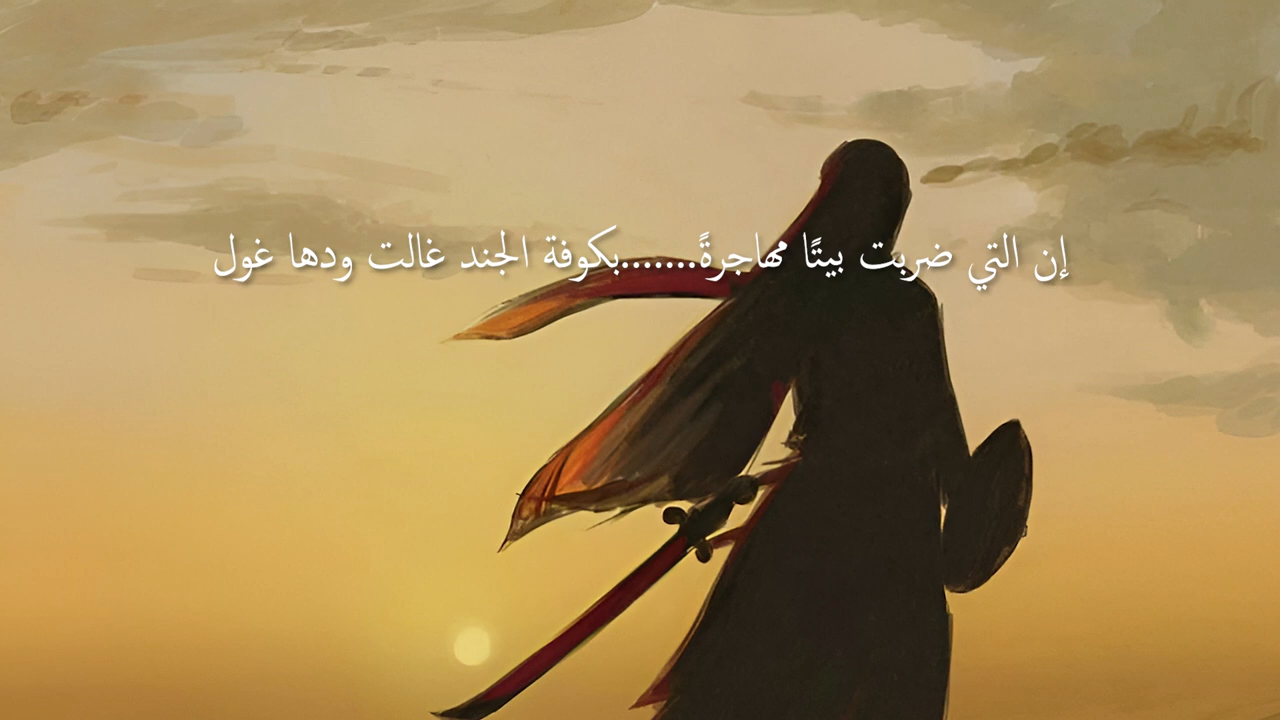 إن التي ضربت بيتًا مهاجرةً.......بكوفة الجند غالت ودها غول